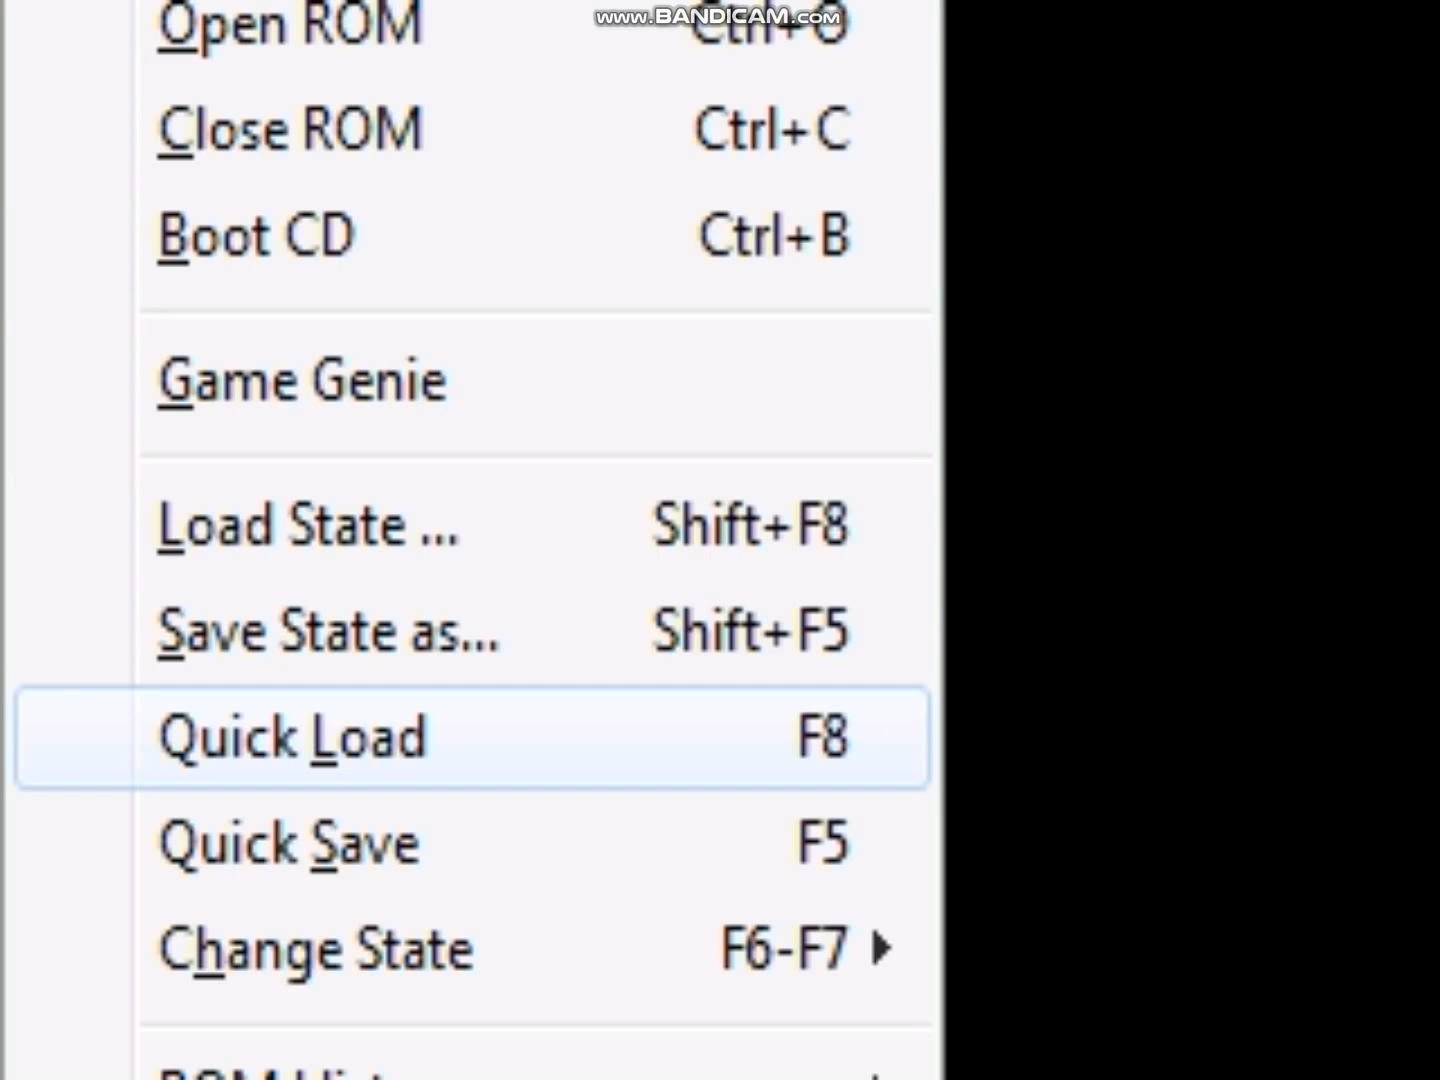 www.BANDICAM.com
Open ROM Ctrl+O
Close ROM Ctrl+C
Boot CD Ctrl+B
Game Genie
Load State ... Shift+F8
Save State as... Shift+F5
Quick Load F8
Quick Save F5
Change State F6-F7